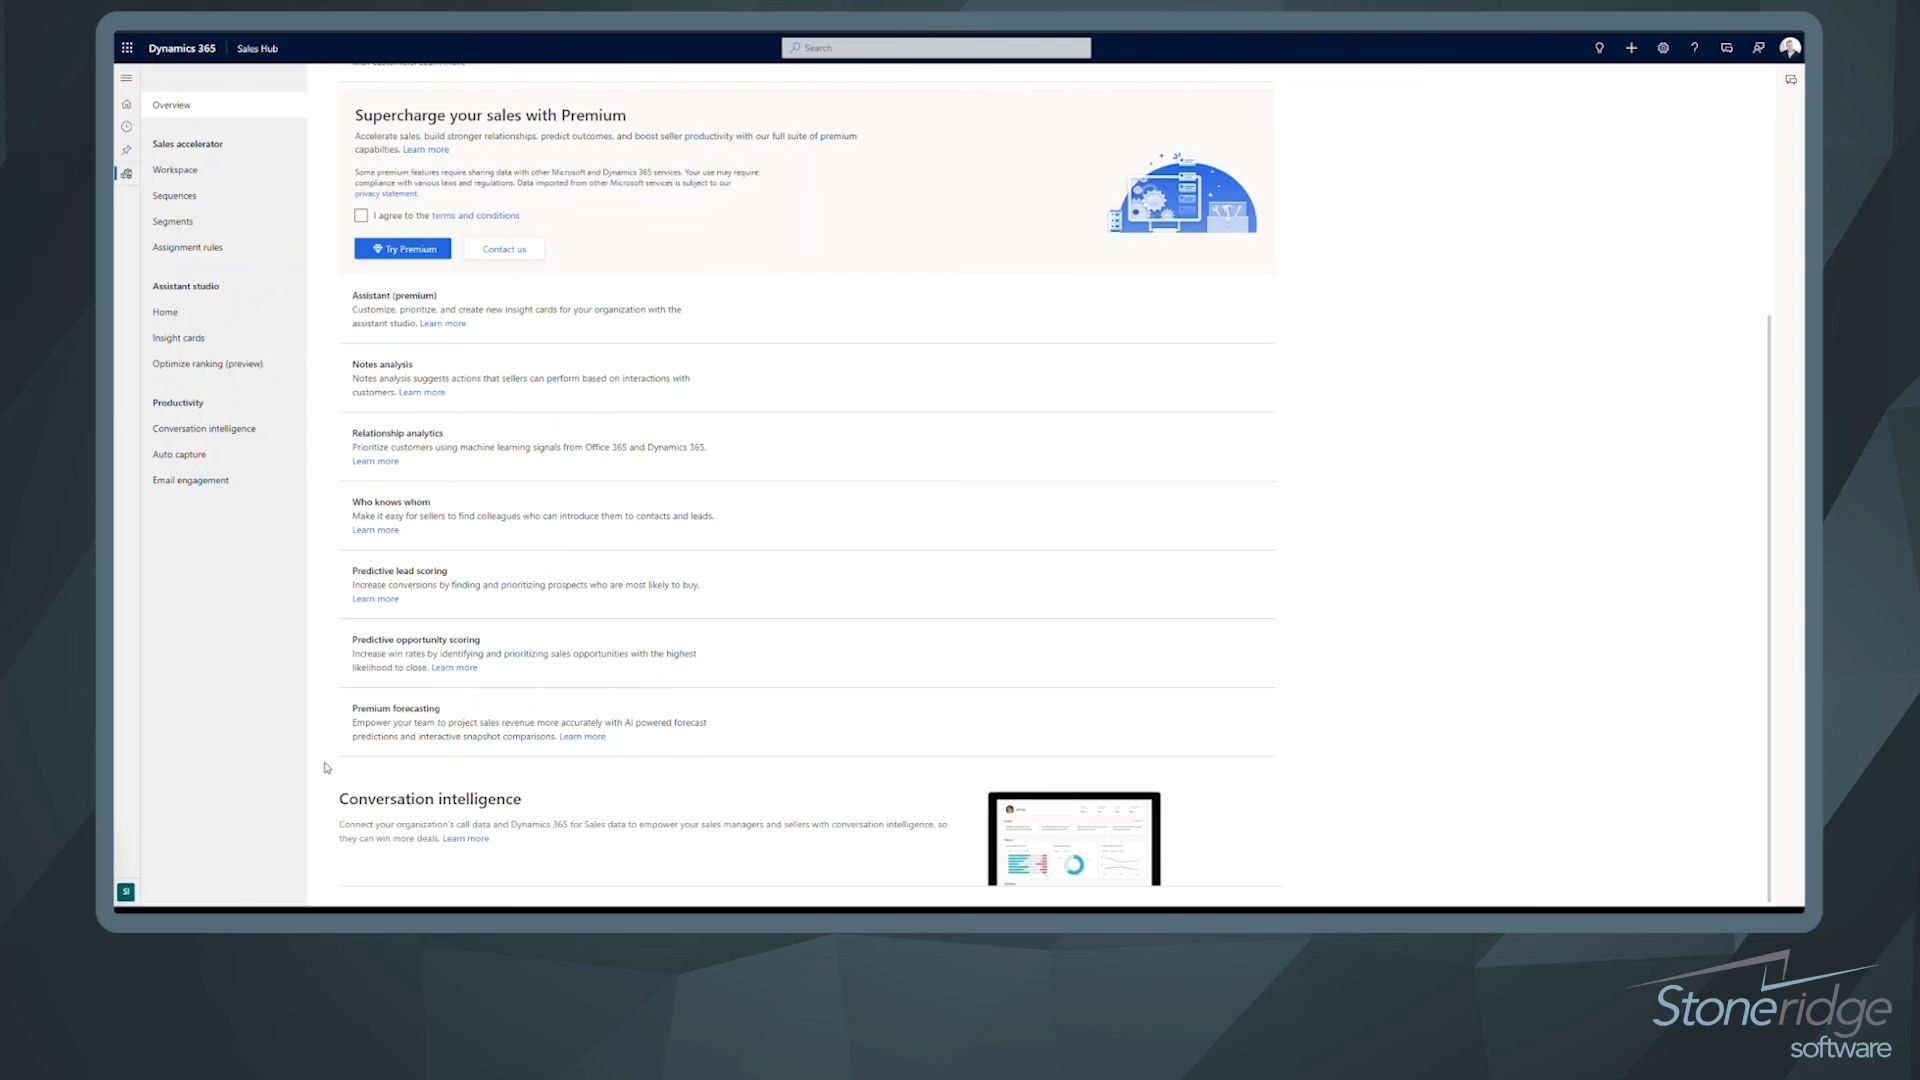 Dynamics 365
Sales Hub
Search
Overview
Sales accelerator
Workspace
Sequences
Segments
Assignment rules
Assistant studio
Home
Insight cards
Optimize ranking (preview)
Productivity
Conversation intelligence
Auto capture
Email engagement
SI
Supercharge your sales with Premium
Accelerate sales, build stronger relationships, predict outcomes, and boost seller productivity with our full suite of premium
capabilties. Learn more
Some premium features require sharing data with other Microsoft and Dynamics 365 services. Your use may require
compliance with various laws and regulations. Data imported from other Microsoft services is subject to our
privacy statement.
I agree to the terms and conditions
Try Premium
Contact us
Assistant (premium)
Customize, prioritize, and create new insight cards for your organization with the
assistant studio. Learn more
Notes analysis
Notes analysis suggests actions that sellers can perform based on interactions with
customers. Learn more
Relationship analytics
Prioritize customers using machine learning signals from Office 365 and Dynamics 365.
Learn more
Who knows whom
Make it easy for sellers to find colleagues who can introduce them to contacts and leads.
Learn more
Predictive lead scoring
Increase conversions by finding and prioritizing prospects who are most likely to buy.
Learn more
Predictive opportunity scoring
Increase win rates by identifying and prioritizing sales opportunities with the highest
likelihood to close. Learn more
Premium forecasting
Empower your team to project sales revenue more accurately with AI powered forecast
predictions and interactive snapshot comparisons. Learn more
Conversation intelligence
Connect your organization's call data and Dynamics 365 for Sales data to empower your sales managers and sellers with conversation intelligence, so
they can win more deals. Learn more
Stoneridge
software